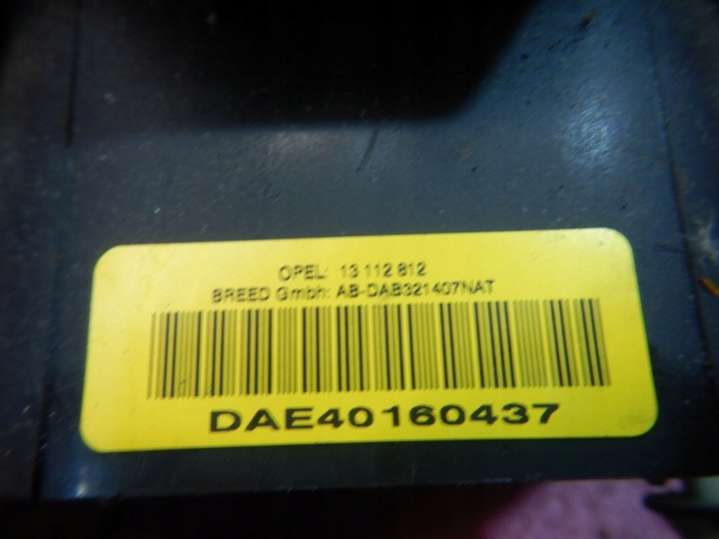 OPEL: 13 112 812
BREED Gmbh: AB-DAB321407NAT
DAE40160437